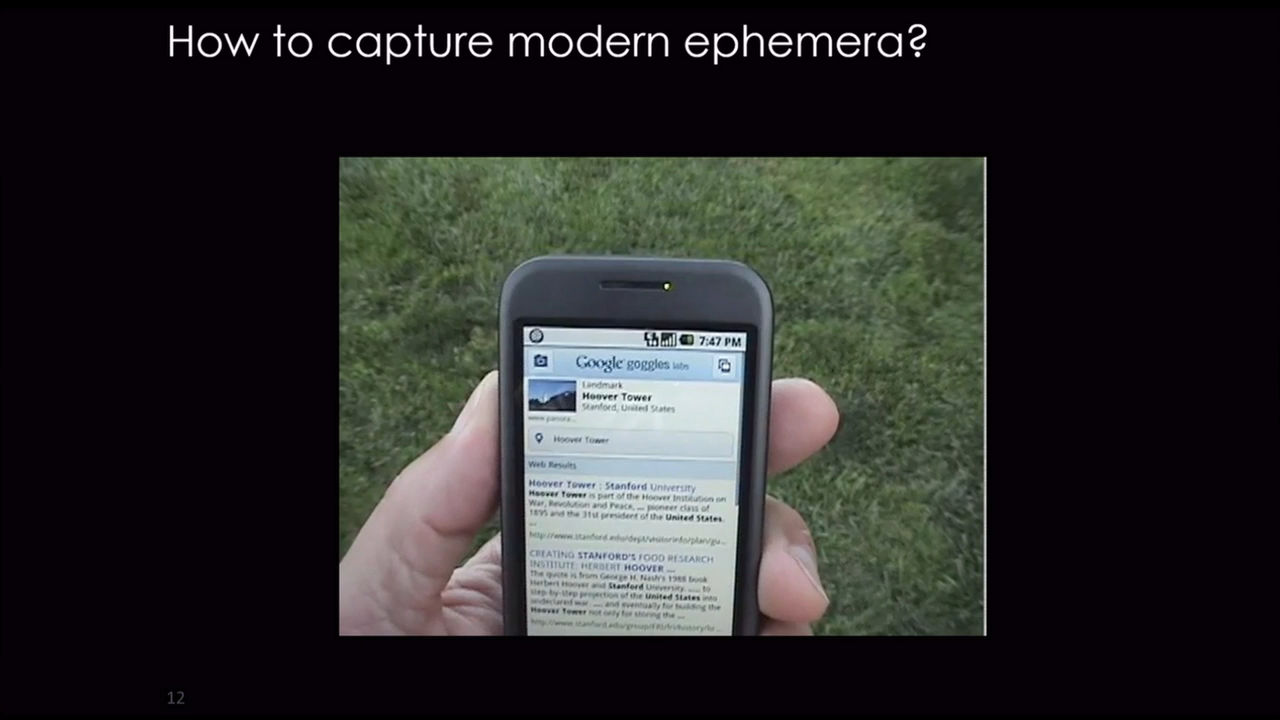 How to capture modern ephemera?
7:47 PM
Google goggles labs
Landmark
Hoover Tower
Stanford, United States
www.panora...
Hoover Tower
Web Results
Hoover Tower : Stanford University
Hoover Tower is part of the Hoover Institution on
War, Revolution and Peace, ... pioneer class of
1895 and the 31st president of the United States.
...
http://www.stanford.edu/dept/visitorinfo/plan/gu...
CREATING STANFORD'S FOOD RESEARCH
INSTITUTE: HERBERT HOOVER ...
The quote is from George H. Nash's 1988 book
Herbert Hoover and Stanford University. ..... to
step-by-step projection of the United States into
undeclared war. .... and eventually for building the
Hoover Tower not only for storing the ....
http://www.stanford.edu/group/FRI/fri/history/
12